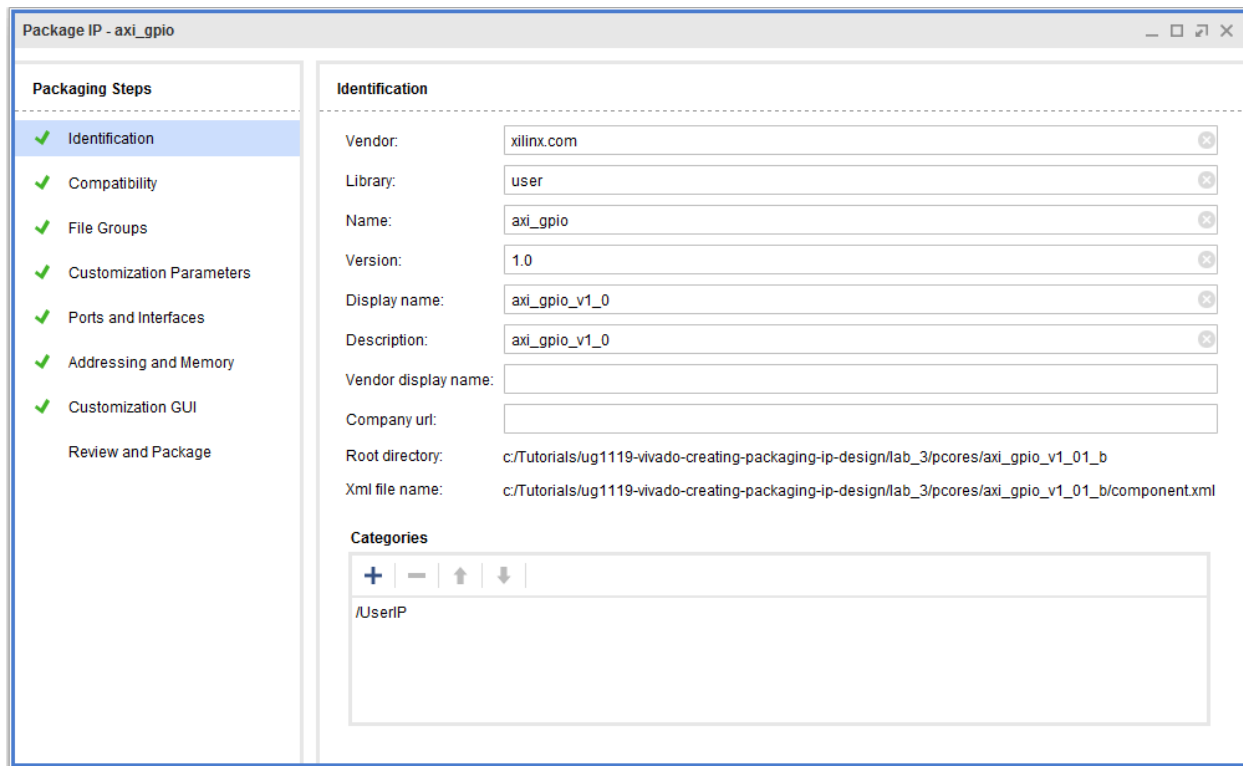 Package IP - axi_gpio
Packaging Steps
Identification
Compatibility
File Groups
Customization Parameters
Ports and Interfaces
Addressing and Memory
Customization GUI
Review and Package
Identification
Vendor: xilinx.com
Library: user
Name: axi_gpio
Version: 1.0
Display name: axi_gpio_v1_0
Description: axi_gpio_v1_0
Vendor display name:
Company url:
Root directory: c:/Tutorials/ug1119-vivado-creating-packaging-ip-design/lab_3/pcores/axi_gpio_v1_01_b
Xml file name: c:/Tutorials/ug1119-vivado-creating-packaging-ip-design/lab_3/pcores/axi_gpio_v1_01_b/component.xml
Categories
/UserIP